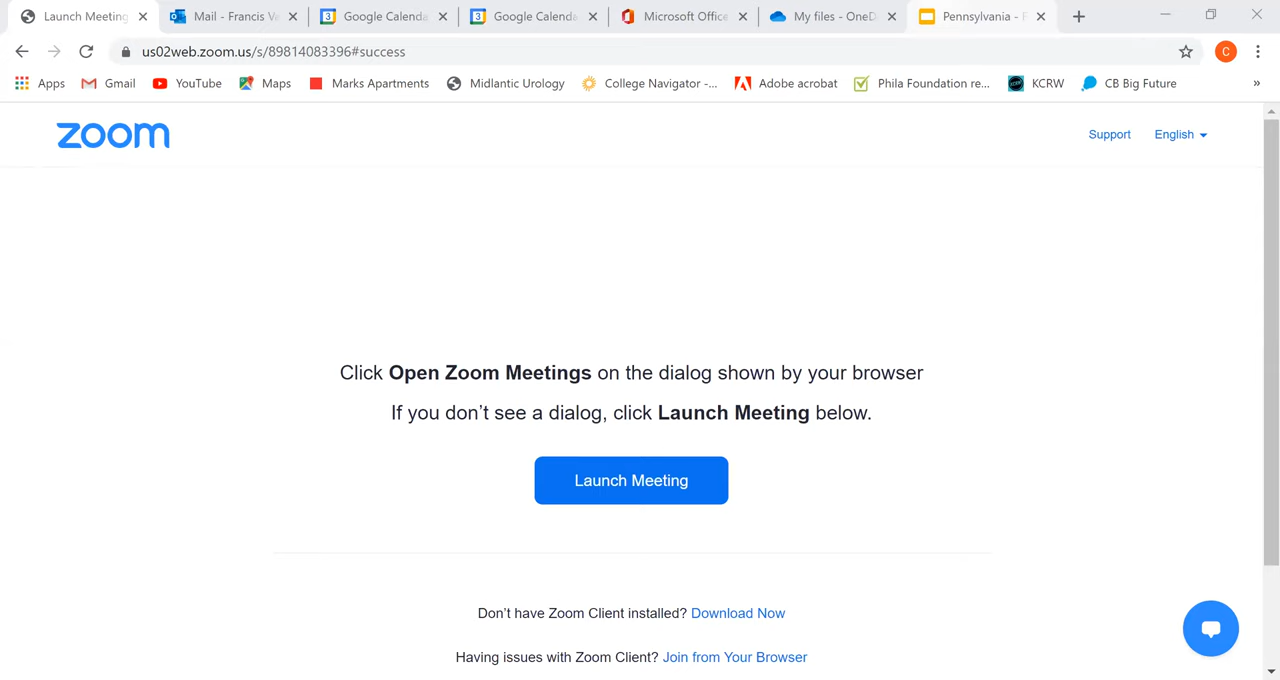 Launch Meeting
Mail - Francis Ve
Google Calenda
Google Calenda
Microsoft Office
My files - OneD
Pennsylvania - F
us02web.zoom.us/s/89814083396#success
C
Apps
Gmail
YouTube
3
3
Maps
Marks Apartments
Midlantic Urology
College Navigator -...
Adobe acrobat
Phila Foundation re...
KCRW
CB Big Future
»
zoom
Support
English
Click Open Zoom Meetings on the dialog shown by your browser
If you don’t see a dialog, click Launch Meeting below.
Launch Meeting
Don’t have Zoom Client installed? Download Now
Having issues with Zoom Client? Join from Your Browser